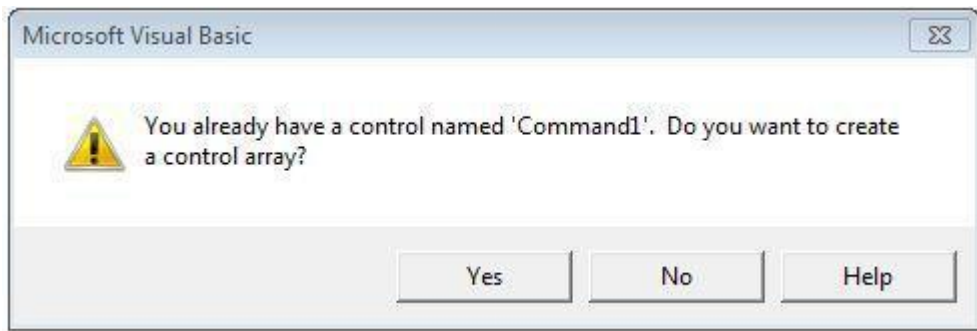 Microsoft Visual Basic
You already have a control named 'Command1'. Do you want to create
a control array?
Yes No Help